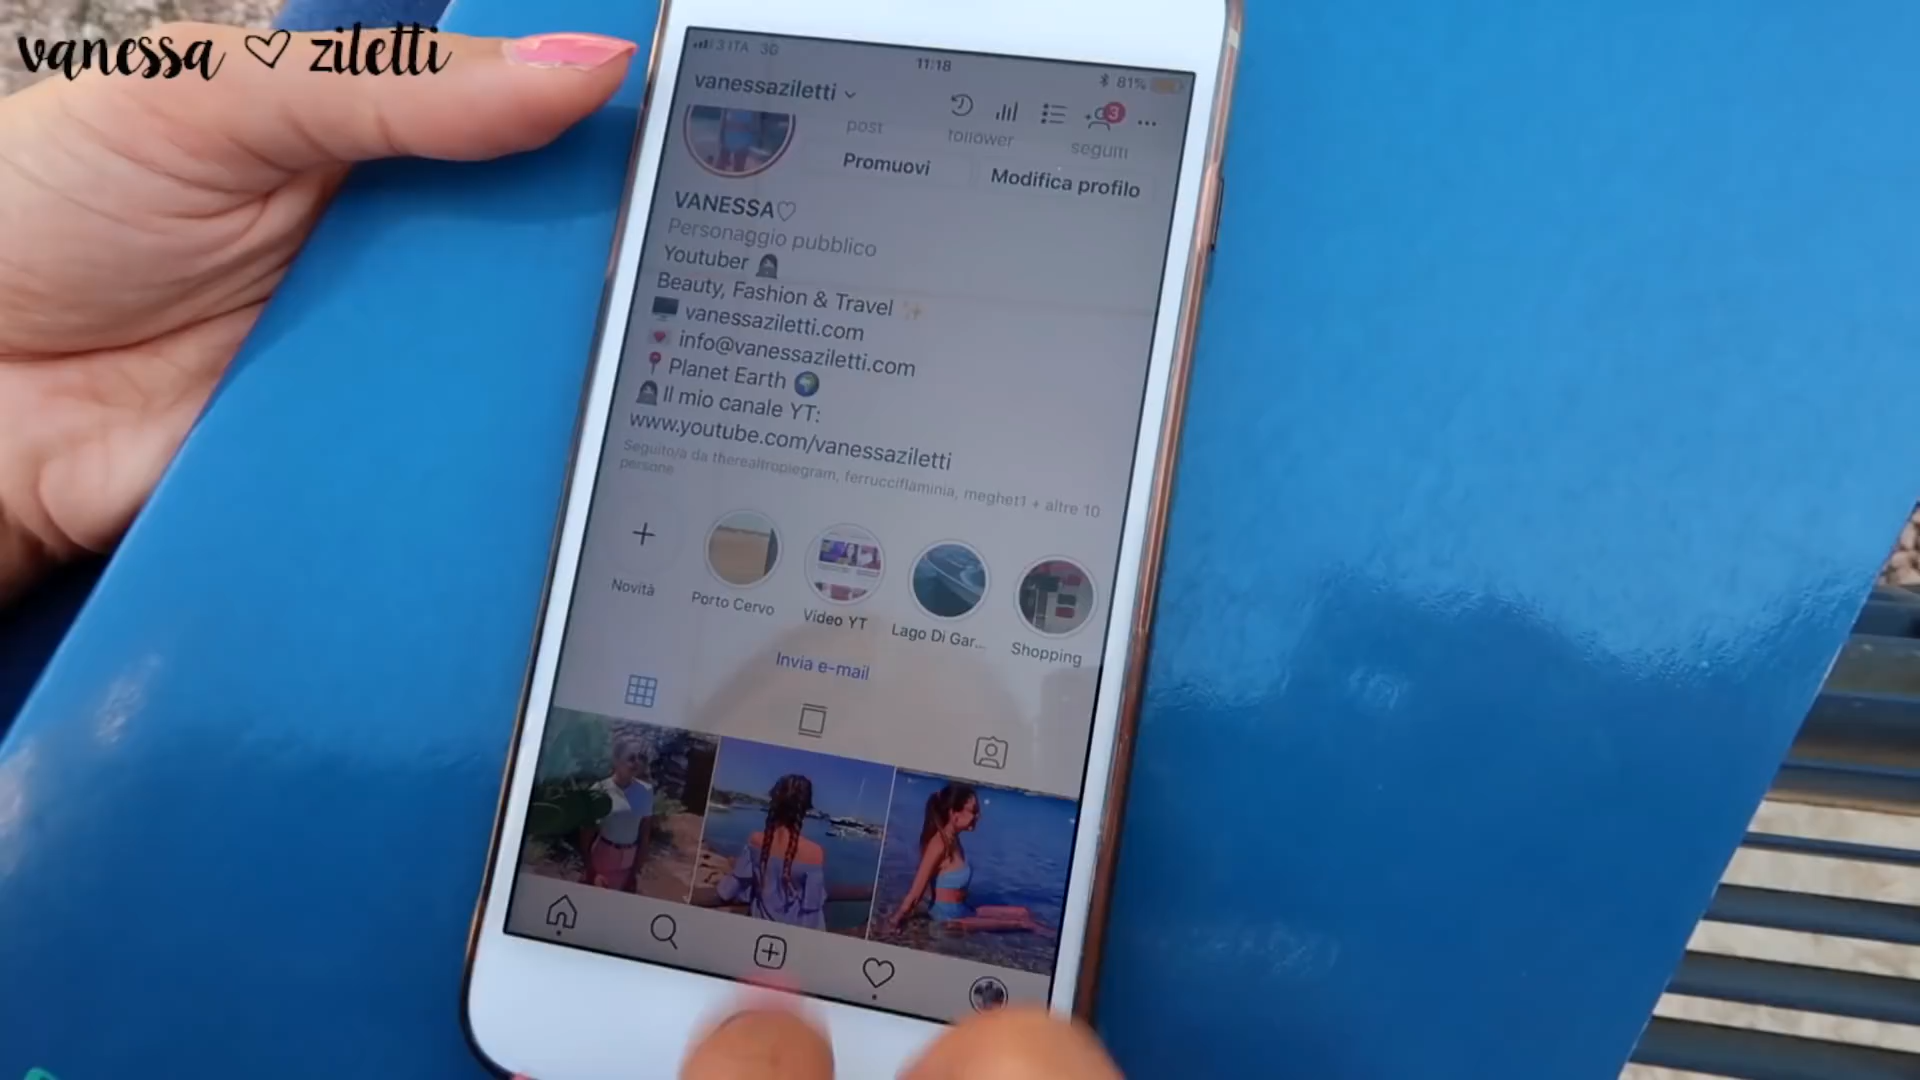 vanessa ♡ ziletti
3 ITA 3G 11:18 81%
vanessaziletti
3
post follower seguiti
Promuovi Modifica profilo
VANESSA♡
Personaggio pubblico
Youtuber
Beauty, Fashion & Travel ✨
🖥 vanessaziletti.com
💌 info@vanessaziletti.com
📍 Planet Earth 🌍
Il mio canale YT:
www.youtube.com/vanessaziletti
Seguito/a da therealtropiegram, ferrucciflaminia, meghet1 + altre 10
persone
Novità Porto Cervo Video YT Lago Di Gar... Shopping
Invia e-mail